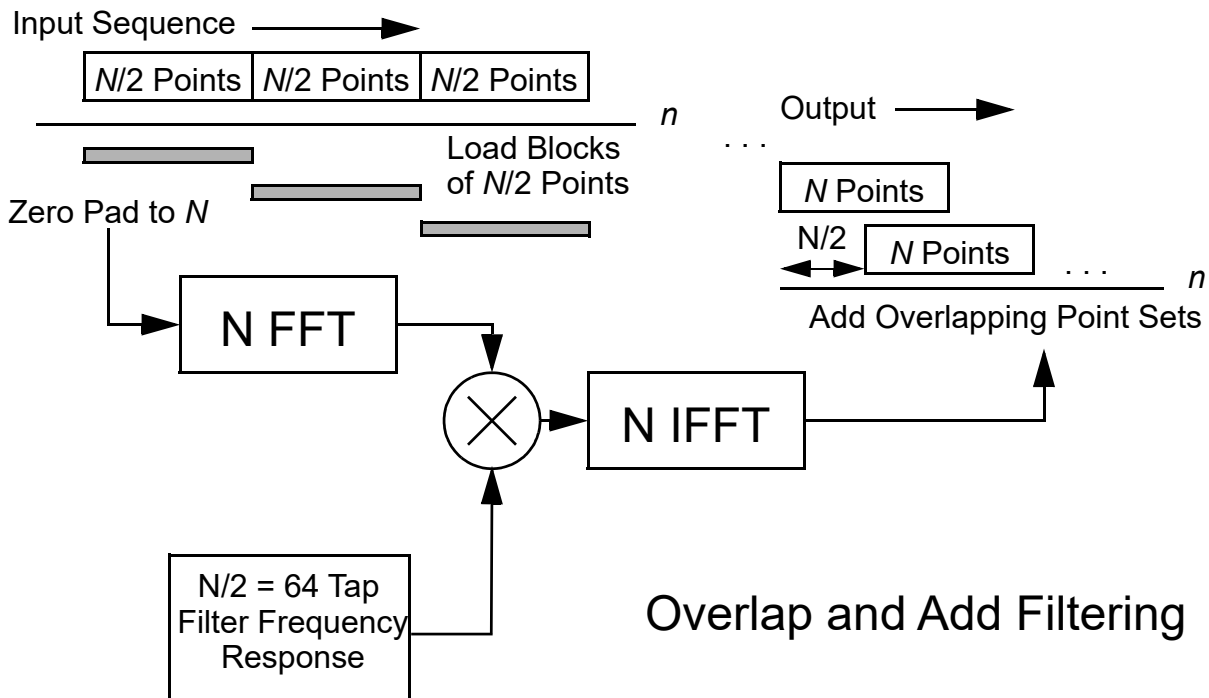 Input Sequence
N/2 Points N/2 Points N/2 Points
n
Load Blocks
of N/2 Points
Zero Pad to N
N FFT
N/2 = 64 Tap
Filter Frequency
Response
N IFFT
. . .
Output
N Points
N/2
N Points
. . .
n
Add Overlapping Point Sets
Overlap and Add Filtering